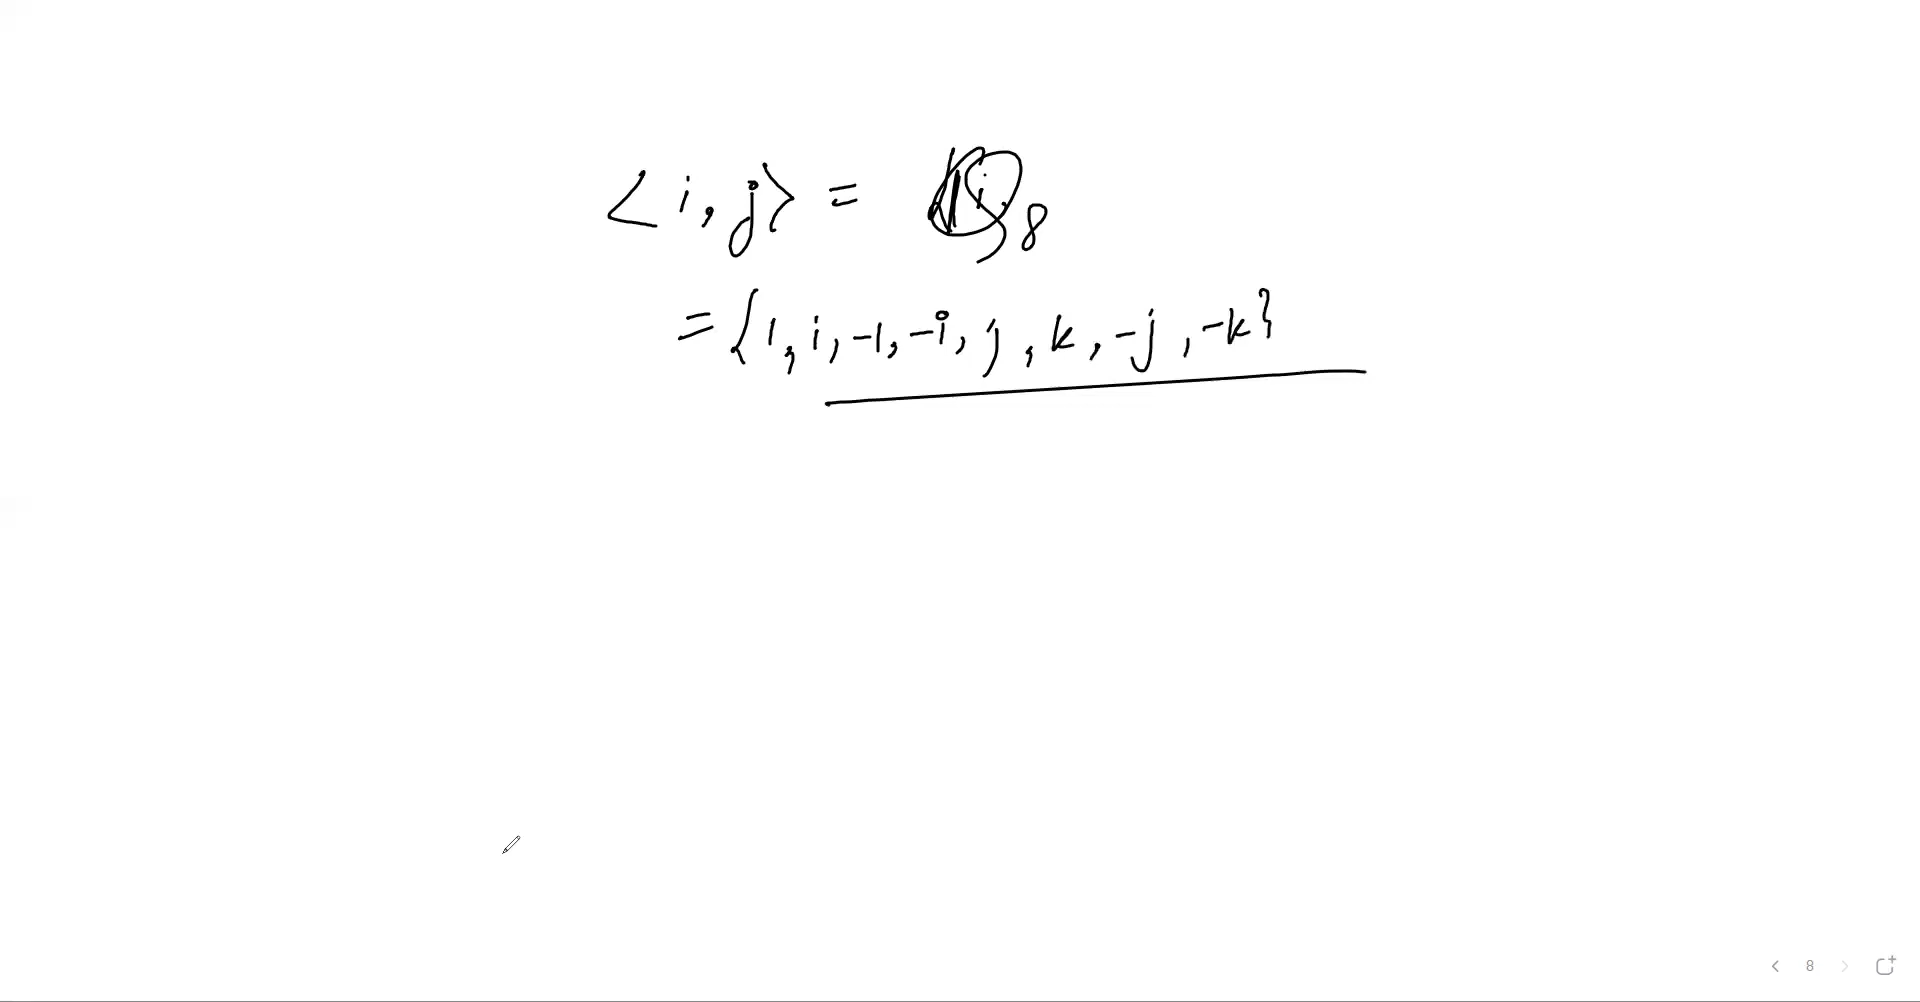 < i, j > = Q8
= {1, i, -1, -i, j, k, -j, -k}
8